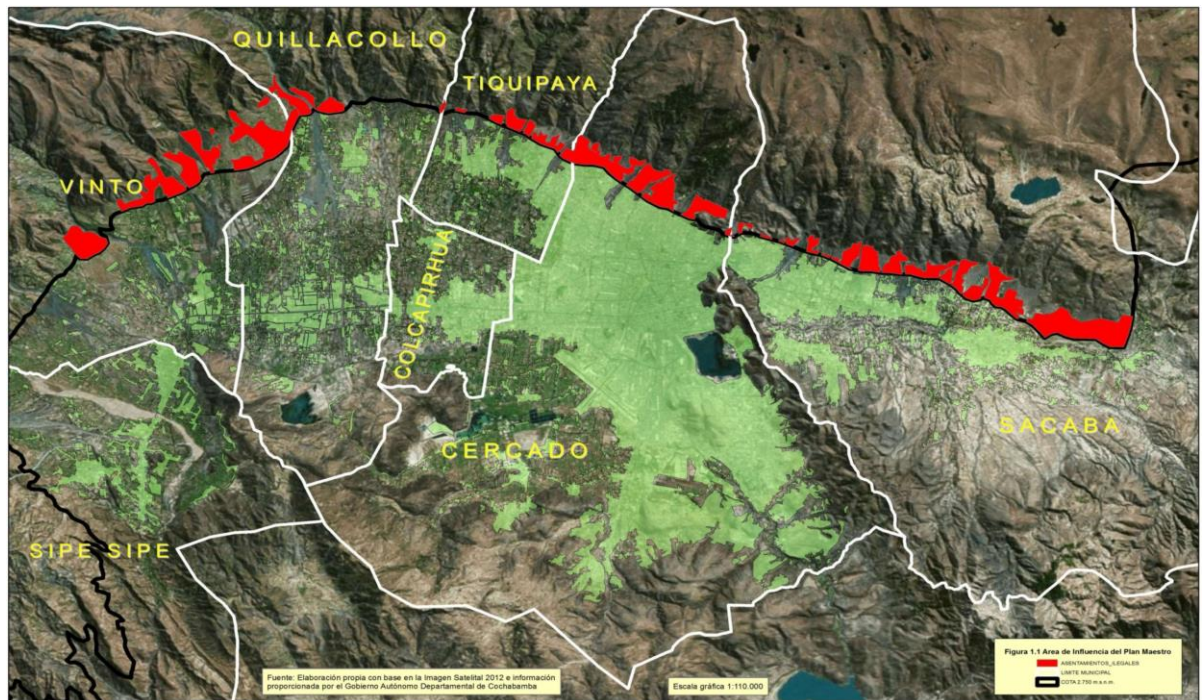 QUILLACOLLO
TIQUIPAYA
VINTO
COLCAPIRHUA
CERCADO
SACABA
SIPE SIPE
Fuente: Elaboración propia con base en la Imagen Satelital 2012 e información
proporcionada por el Gobierno Autónomo Departamental de Cochabamba
Escala gráfica 1:110.000
Figura 1.1 Area de Influencia del Plan Maestro
ASENTAMIENTOS_ILEGALES
LIMITE MUNICIPAL
COTA 2.750 m.s.n.m.